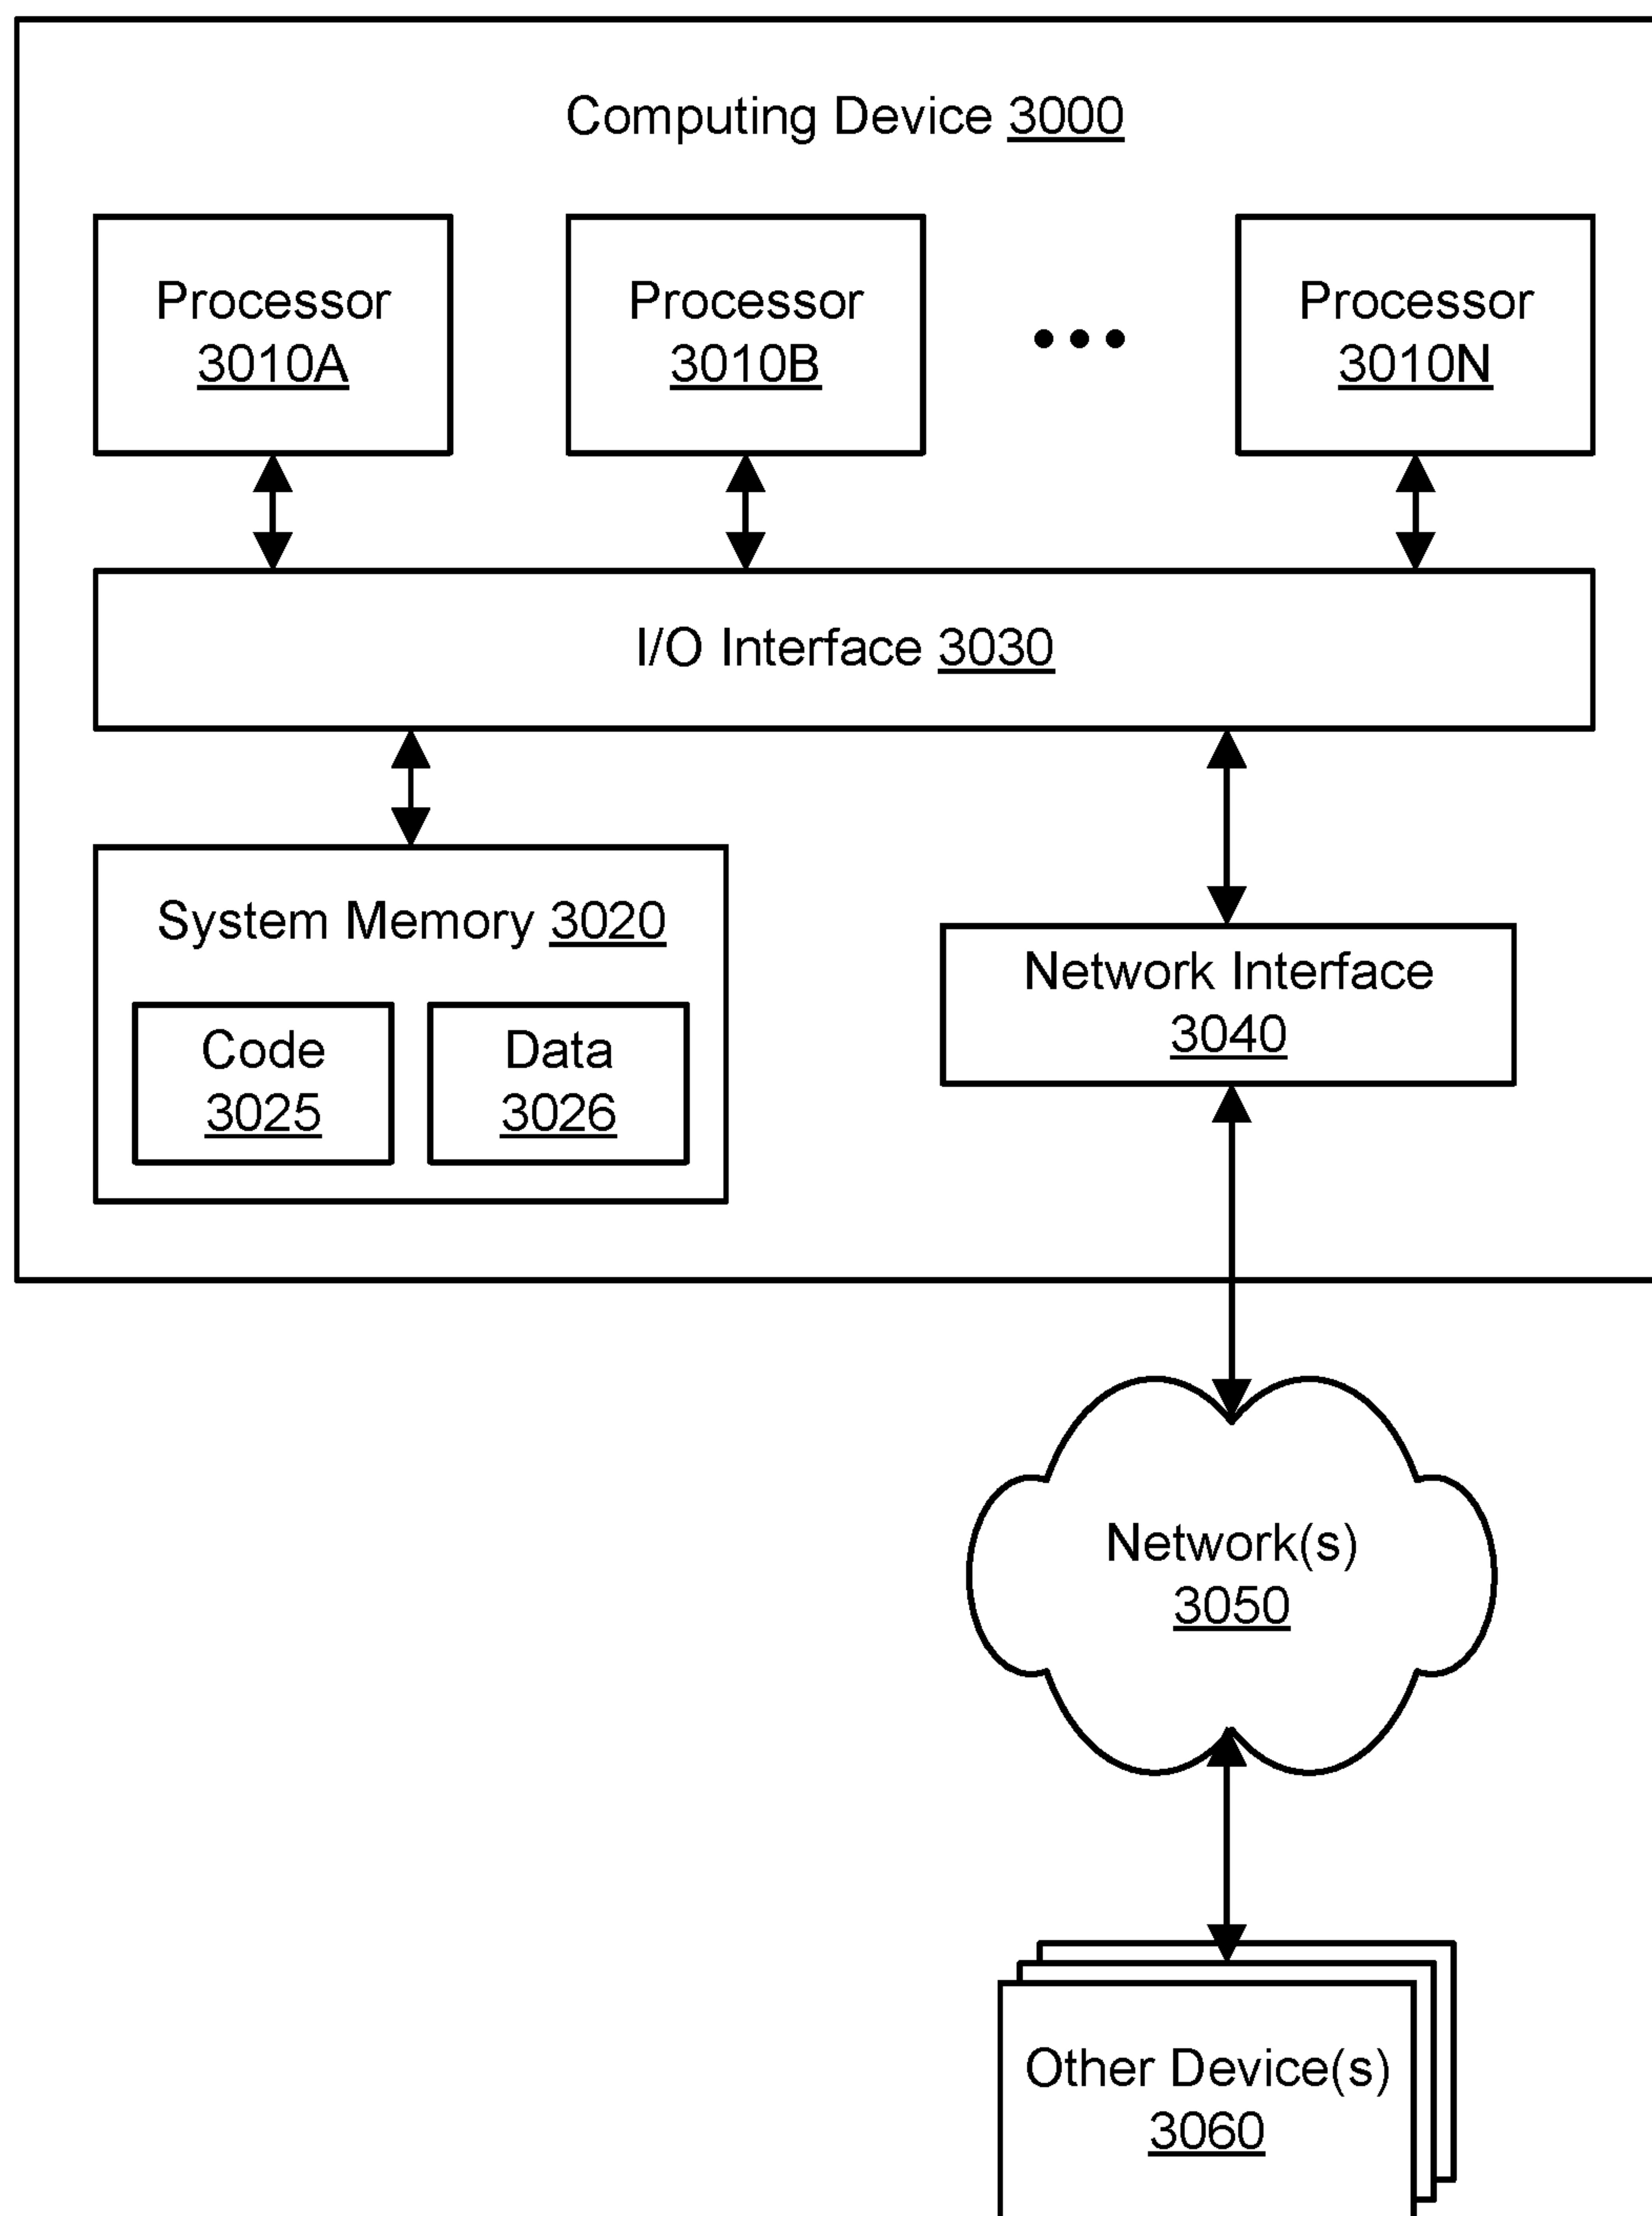 Computing Device 3000
Processor
3010A
Processor
3010B
Processor
3010N
I/O Interface 3030
System Memory 3020
Code
3025
Data
3026
Network Interface
3040
Network(s)
3050
Other Device(s)
3060